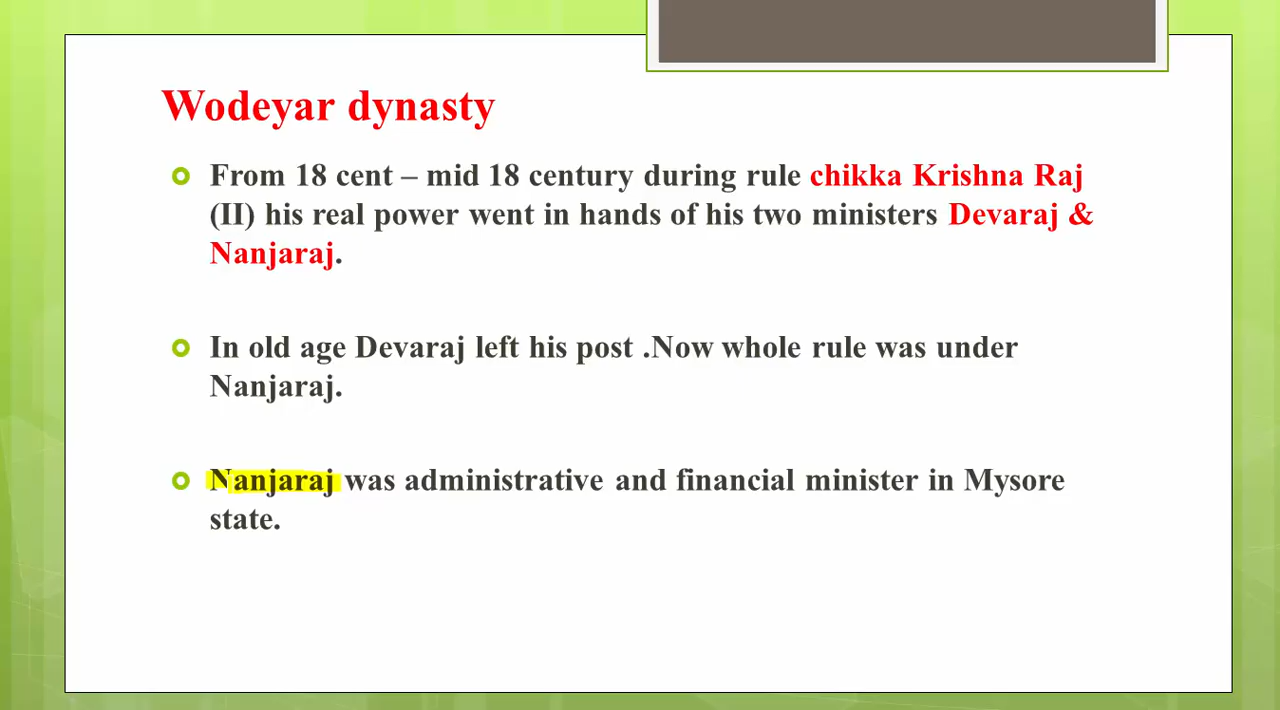 Wodeyar dynasty
From 18 cent – mid 18 century during rule chikka Krishna Raj
(II) his real power went in hands of his two ministers Devaraj &
Nanjaraj.
In old age Devaraj left his post .Now whole rule was under
Nanjaraj.
Nanjaraj was administrative and financial minister in Mysore
state.